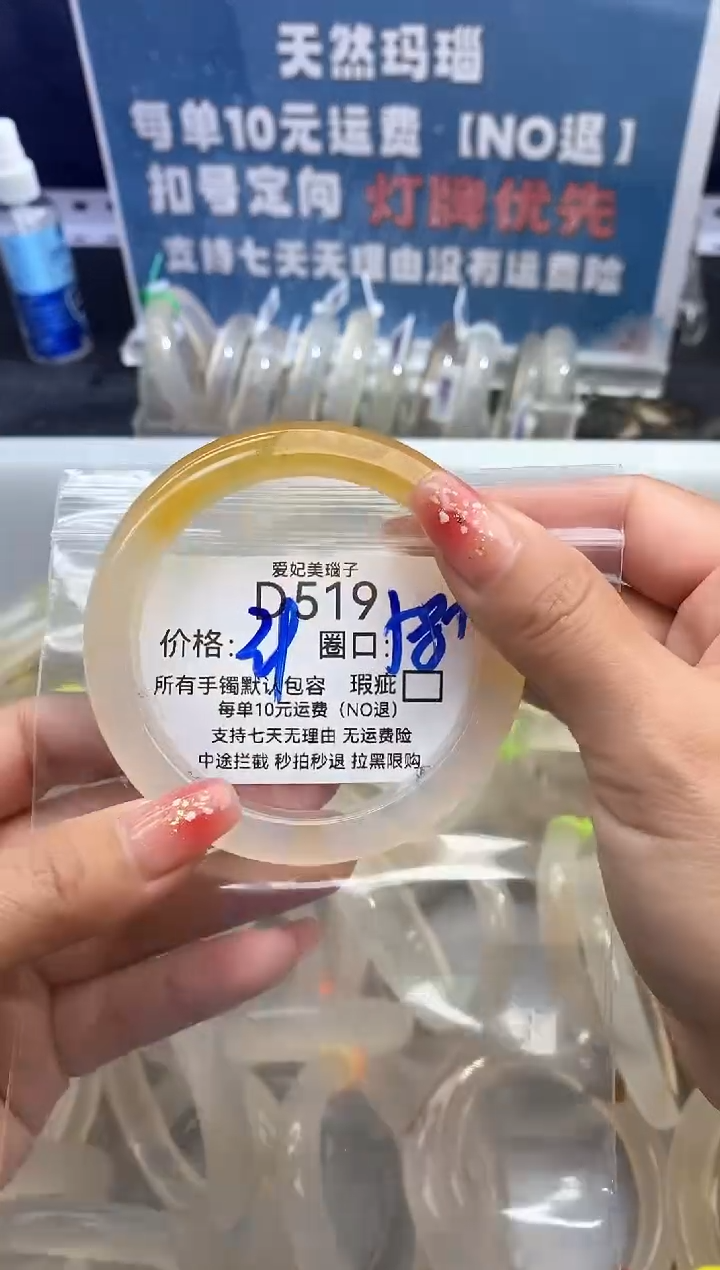 天然玛瑙
每单10元运费【NO退】
扣号定向 灯牌优先
支持七天无理由没有运费险
爱妃美瑙子
D519
价格: 圈口:
所有手镯默认包容 瑕疵
每单10元运费（NO退）
支持七天无理由 无运费险
中途拦截 秒拍秒退 拉黑限购